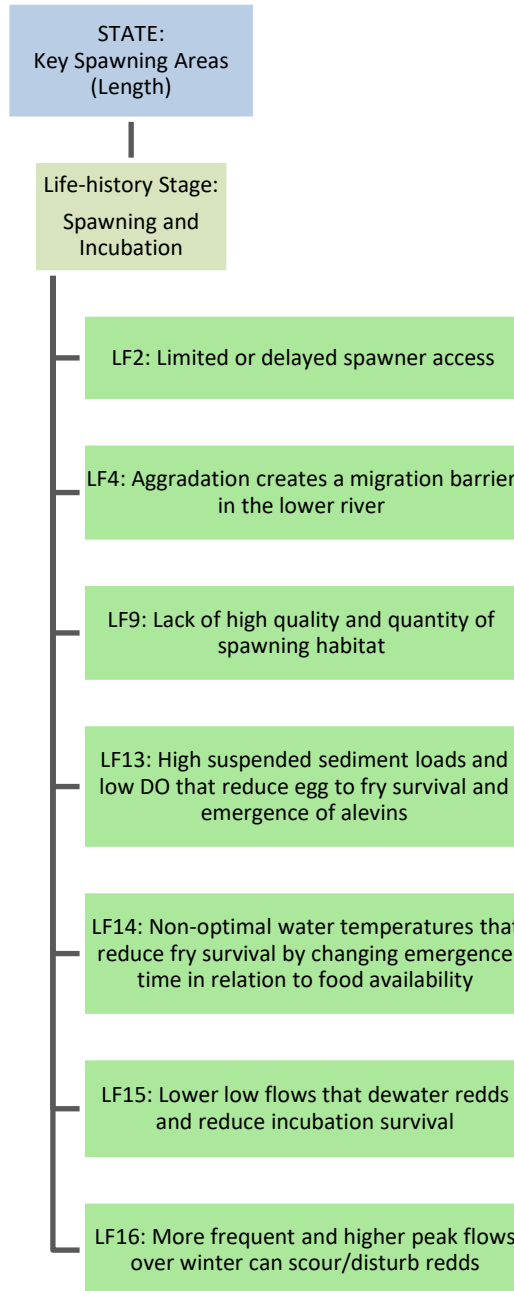 STATE:
Key Spawning Areas
(Length)
Life-history Stage:
Spawning and
Incubation
LF2: Limited or delayed spawner access
LF4: Aggradation creates a migration barrier
in the lower river
LF9: Lack of high quality and quantity of
spawning habitat
LF13: High suspended sediment loads and
low DO that reduce egg to fry survival and
emergence of alevins
LF14: Non-optimal water temperatures that
reduce fry survival by changing emergence
time in relation to food availability
LF15: Lower low flows that dewater redds
and reduce incubation survival
LF16: More frequent and higher peak flows
over winter can scour/disturb redds